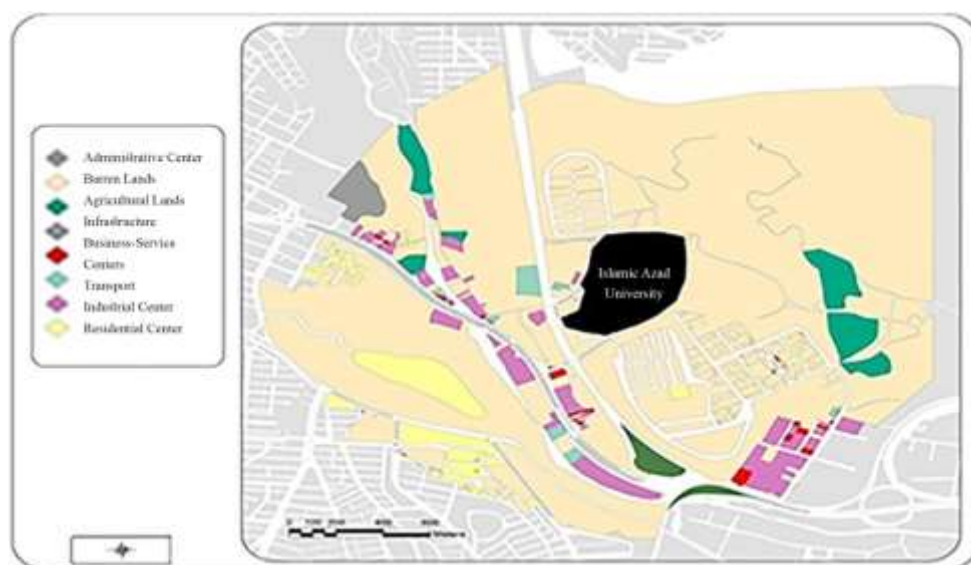 Administrative Center
Barren Lands
Agricultural Lands
Infrastructure
Business-Service
Centers
Transport
Industrial Center
Residential Center
Islamic Azad
University
0
Meters